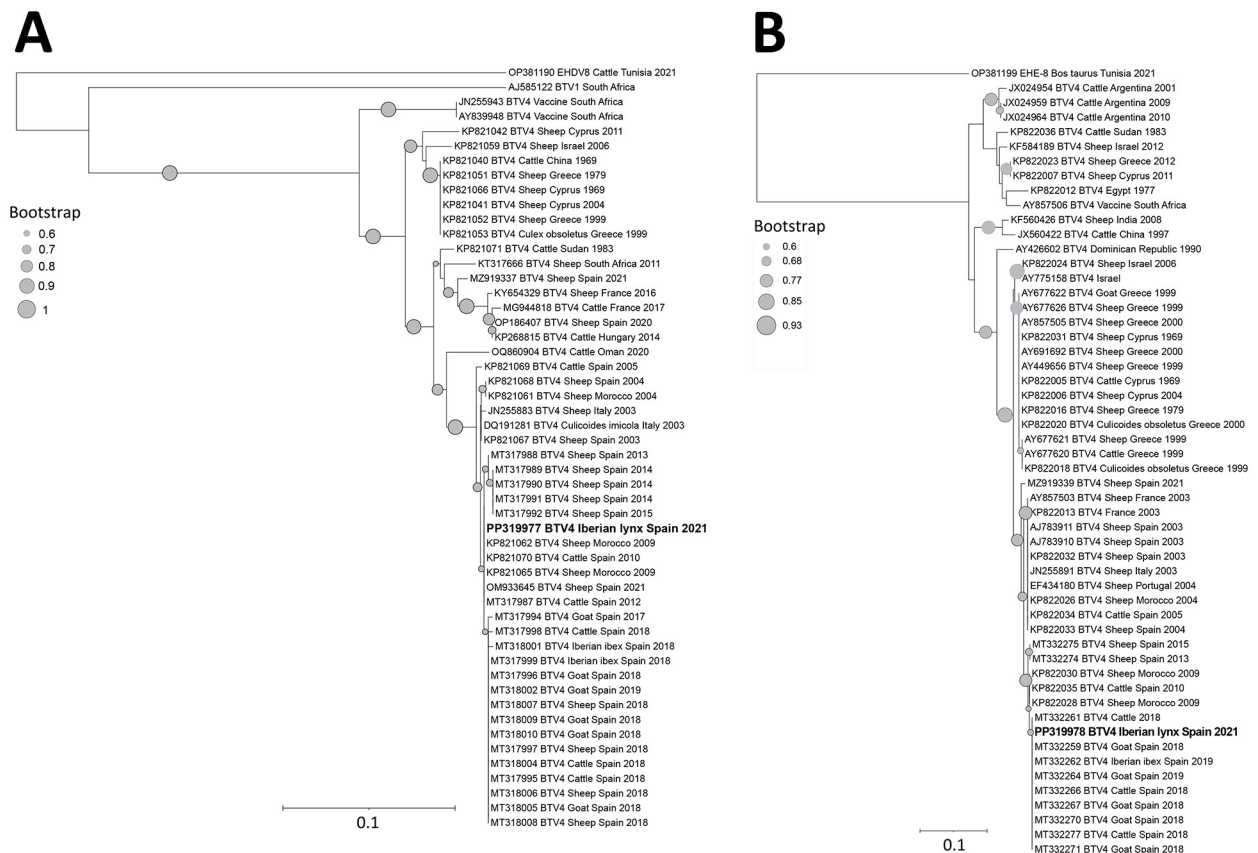 A
OP381190 EHDV8 Cattle Tunisia 2021
AJ585122 BTV1 South Africa
JN255943 BTV4 Vaccine South Africa
AY839948 BTV4 Vaccine South Africa
KP821042 BTV4 Sheep Cyprus 2011
KP821059 BTV4 Sheep Israel 2006
KP821040 BTV4 Cattle China 1969
KP821051 BTV4 Sheep Greece 1979
KP821066 BTV4 Sheep Cyprus 1969
KP821041 BTV4 Sheep Cyprus 2004
KP821052 BTV4 Sheep Greece 1999
KP821053 BTV4 Culex obsoletus Greece 1999
KP821071 BTV4 Cattle Sudan 1983
KT317666 BTV4 Sheep South Africa 2011
MZ919337 BTV4 Sheep Spain 2021
KY654329 BTV4 Sheep France 2016
MG944818 BTV4 Cattle France 2017
OP186407 BTV4 Sheep Spain 2020
KP268815 BTV4 Cattle Hungary 2014
OQ860904 BTV4 Cattle Oman 2020
KP821069 BTV4 Cattle Spain 2005
KP821068 BTV4 Sheep Spain 2004
KP821061 BTV4 Sheep Morocco 2004
JN255883 BTV4 Sheep Italy 2003
DQ191281 BTV4 Culicoides imicola Italy 2003
KP821067 BTV4 Sheep Spain 2003
MT317988 BTV4 Sheep Spain 2013
MT317989 BTV4 Sheep Spain 2014
MT317990 BTV4 Sheep Spain 2014
MT317991 BTV4 Sheep Spain 2014
MT317992 BTV4 Sheep Spain 2015
PP319977 BTV4 Iberian lynx Spain 2021
KP821062 BTV4 Sheep Morocco 2009
KP821070 BTV4 Cattle Spain 2010
KP821065 BTV4 Sheep Morocco 2009
OM933645 BTV4 Sheep Spain 2021
MT317987 BTV4 Cattle Spain 2012
MT317994 BTV4 Goat Spain 2017
MT317998 BTV4 Cattle Spain 2018
MT318001 BTV4 Iberian ibex Spain 2018
MT317999 BTV4 Iberian ibex Spain 2018
MT317996 BTV4 Goat Spain 2018
MT318002 BTV4 Goat Spain 2019
MT318007 BTV4 Sheep Spain 2018
MT318009 BTV4 Goat Spain 2018
MT318010 BTV4 Goat Spain 2018
MT317997 BTV4 Sheep Spain 2018
MT318004 BTV4 Cattle Spain 2018
MT317995 BTV4 Cattle Spain 2018
MT318006 BTV4 Sheep Spain 2018
MT318005 BTV4 Goat Spain 2018
MT318008 BTV4 Sheep Spain 2018
Bootstrap
0.6
0.7
0.8
0.9
1
0.1
B
OP381199 EHE-8 Bos taurus Tunisia 2021
JX024954 BTV4 Cattle Argentina 2001
JX024959 BTV4 Cattle Argentina 2009
JX024964 BTV4 Cattle Argentina 2010
KP822036 BTV4 Cattle Sudan 1983
KF584189 BTV4 Sheep Israel 2012
KP822023 BTV4 Sheep Greece 2012
KP822007 BTV4 Sheep Cyprus 2011
KP822012 BTV4 Egypt 1977
AY857506 BTV4 Vaccine South Africa
KF560426 BTV4 Sheep India 2008
JX560422 BTV4 Cattle China 1997
AY426602 BTV4 Dominican Republic 1990
KP822024 BTV4 Sheep Israel 2006
AY775158 BTV4 Israel
AY677622 BTV4 Goat Greece 1999
AY677626 BTV4 Sheep Greece 1999
AY857505 BTV4 Sheep Greece 2000
KP822031 BTV4 Sheep Cyprus 1969
AY691692 BTV4 Sheep Greece 2000
AY449656 BTV4 Sheep Greece 1999
KP822005 BTV4 Cattle Cyprus 1969
KP822006 BTV4 Sheep Cyprus 2004
KP822016 BTV4 Sheep Greece 1979
KP822020 BTV4 Culicoides obsoletus Greece 2000
AY677621 BTV4 Sheep Greece 1999
AY677620 BTV4 Cattle Greece 1999
KP822018 BTV4 Culicoides obsoletus Greece 1999
MZ919339 BTV4 Sheep Spain 2021
AY857503 BTV4 Sheep France 2003
KP822013 BTV4 France 2003
AJ783911 BTV4 Sheep Spain 2003
AJ783910 BTV4 Sheep Spain 2003
KP822032 BTV4 Sheep Spain 2003
JN255891 BTV4 Sheep Italy 2003
EF434180 BTV4 Sheep Portugal 2004
KP822026 BTV4 Sheep Morocco 2004
KP822034 BTV4 Cattle Spain 2005
KP822033 BTV4 Sheep Spain 2004
MT332275 BTV4 Sheep Spain 2015
MT332274 BTV4 Sheep Spain 2013
KP822030 BTV4 Sheep Morocco 2009
KP822035 BTV4 Cattle Spain 2010
KP822028 BTV4 Sheep Morocco 2009
MT332261 BTV4 Cattle 2018
PP319978 BTV4 Iberian lynx Spain 2021
MT332259 BTV4 Goat Spain 2018
MT332262 BTV4 Iberian ibex Spain 2019
MT332264 BTV4 Goat Spain 2019
MT332266 BTV4 Cattle Spain 2018
MT332267 BTV4 Goat Spain 2018
MT332270 BTV4 Goat Spain 2018
MT332277 BTV4 Cattle Spain 2018
MT332271 BTV4 Goat Spain 2018
Bootstrap
0.6
0.68
0.77
0.85
0.93
0.1